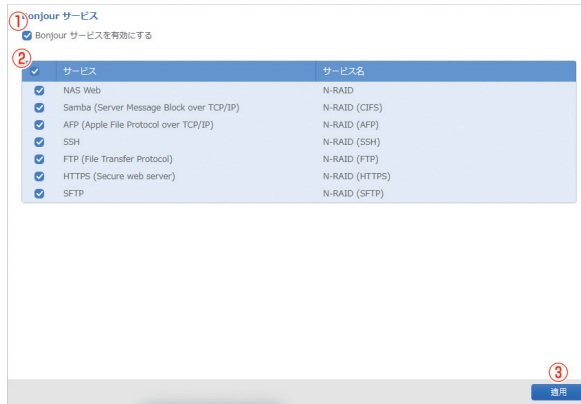 ①
Bonjour サービス
Bonjour サービスを有効にする
②
サービス サービス名
NAS Web N-RAID
Samba (Server Message Block over TCP/IP) N-RAID (CIFS)
AFP (Apple File Protocol over TCP/IP) N-RAID (AFP)
SSH N-RAID (SSH)
FTP (File Transfer Protocol) N-RAID (FTP)
HTTPS (Secure web server) N-RAID (HTTPS)
SFTP N-RAID (SFTP)
③
適用